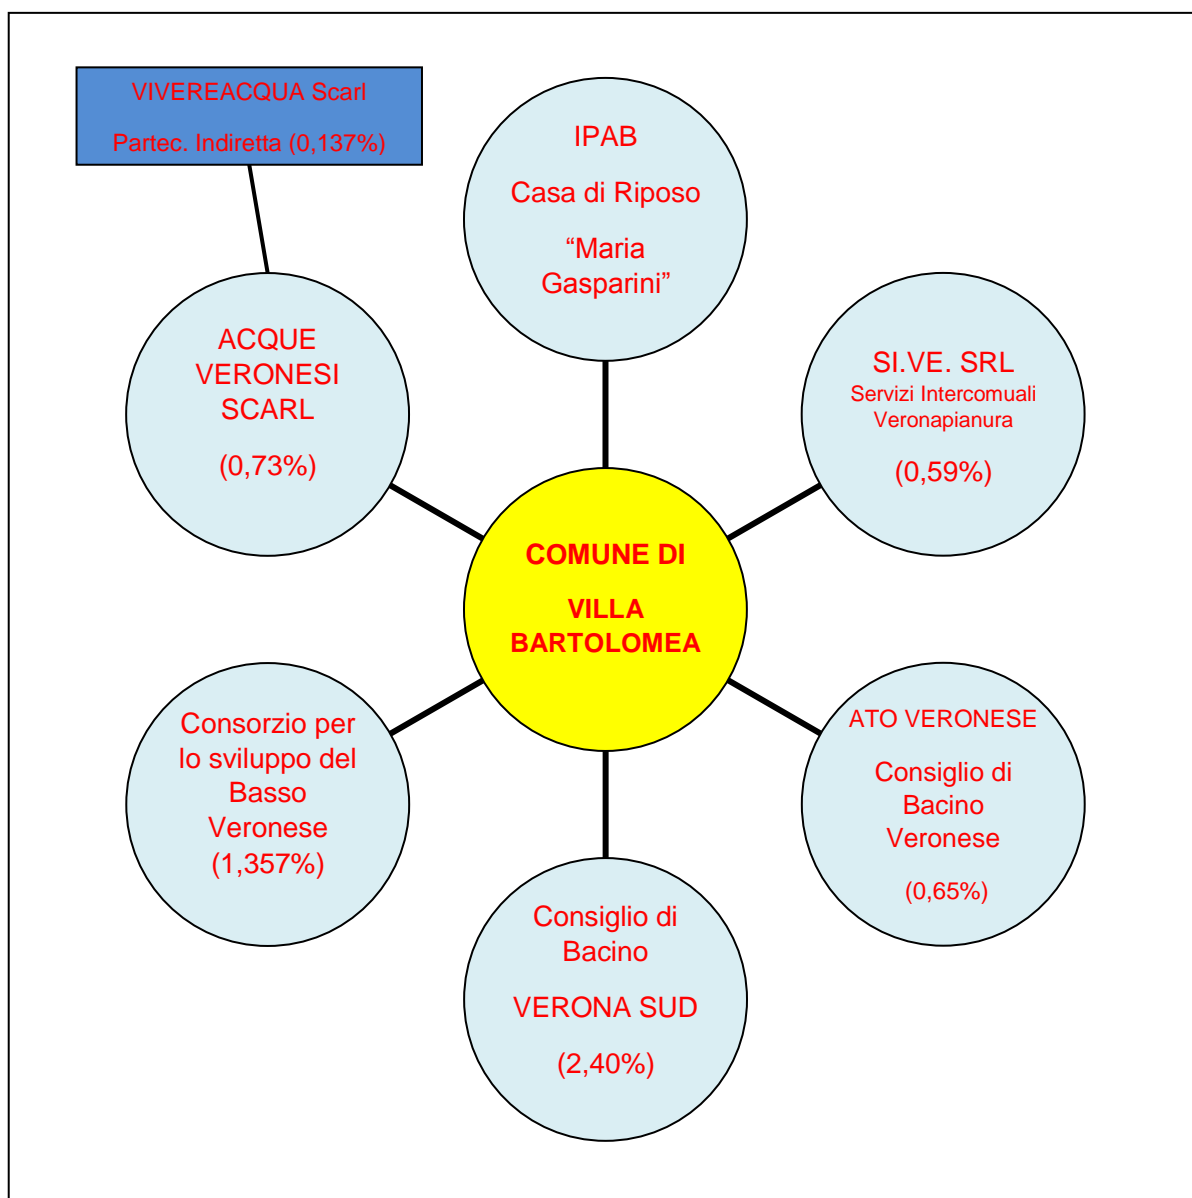 VIVEREACQUA Scarl
Partec. Indiretta (0,137%)
IPAB
Casa di Riposo
“Maria
Gasparini”
ACQUE
VERONESI
SCARL
(0,73%)
SI.VE. SRL
Servizi Intercomuali
Veronapianura
(0,59%)
COMUNE DI
VILLA
BARTOLOMEA
Consorzio per
lo sviluppo del
Basso
Veronese
(1,357%)
ATO VERONESE
Consiglio di
Bacino
Veronese
(0,65%)
Consiglio di
Bacino
VERONA SUD
(2,40%)